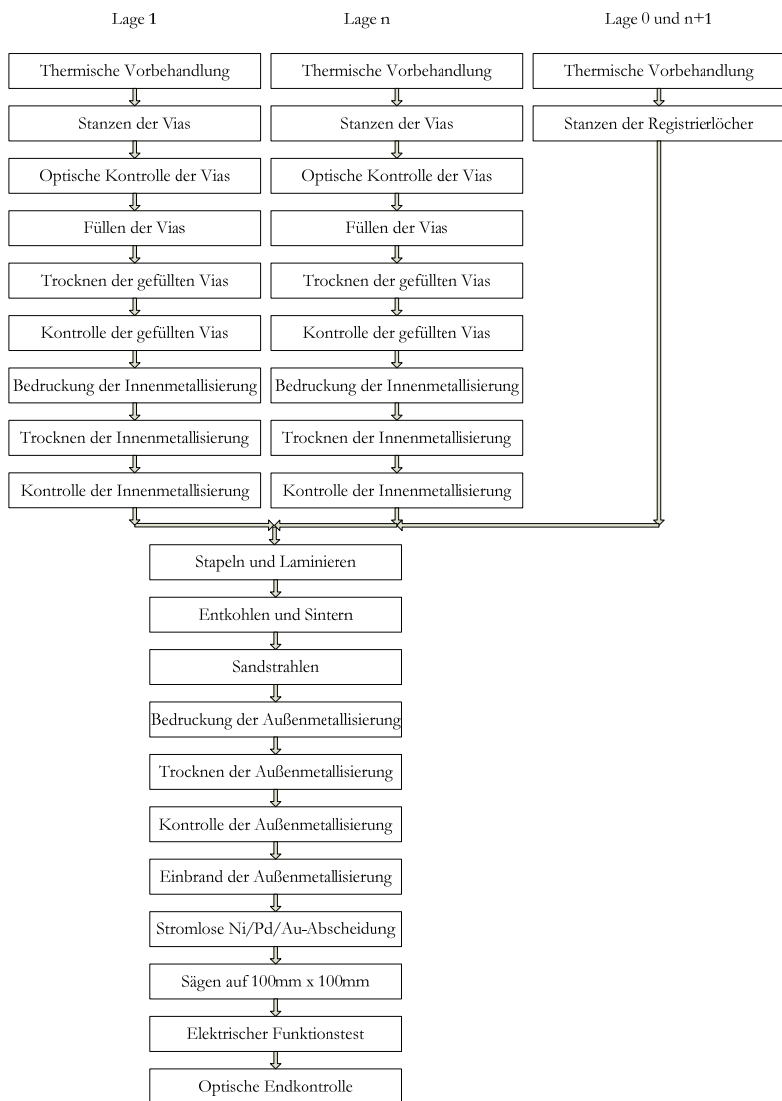 Lage 1
Lage n
Lage 0 und n+1
Thermische Vorbehandlung
Thermische Vorbehandlung
Thermische Vorbehandlung
Stanzen der Vias
Stanzen der Vias
Stanzen der Registrierlöcher
Optische Kontrolle der Vias
Optische Kontrolle der Vias
Füllen der Vias
Füllen der Vias
Trocknen der gefüllten Vias
Trocknen der gefüllten Vias
Kontrolle der gefüllten Vias
Kontrolle der gefüllten Vias
Bedruckung der Innenmetallisierung
Bedruckung der Innenmetallisierung
Trocknen der Innenmetallisierung
Trocknen der Innenmetallisierung
Kontrolle der Innenmetallisierung
Kontrolle der Innenmetallisierung
Stapeln und Laminieren
Entkohlen und Sintern
Sandstrahlen
Bedruckung der Außenmetallisierung
Trocknen der Außenmetallisierung
Kontrolle der Außenmetallisierung
Einbrand der Außenmetallisierung
Stromlose Ni/Pd/Au-Abscheidung
Sägen auf 100mm x 100mm
Elektrischer Funktionstest
Optische Endkontrolle